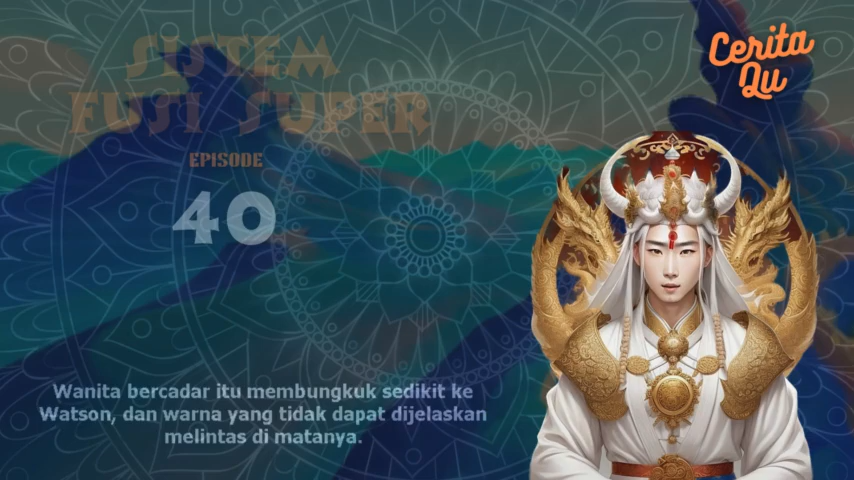 SISTEM
FUJI SUPER
EPISODE
40
Cerita
Qu
Wanita bercadar itu membungkuk sedikit ke
Watson, dan warna yang tidak dapat dijelaskan
melintas di matanya.